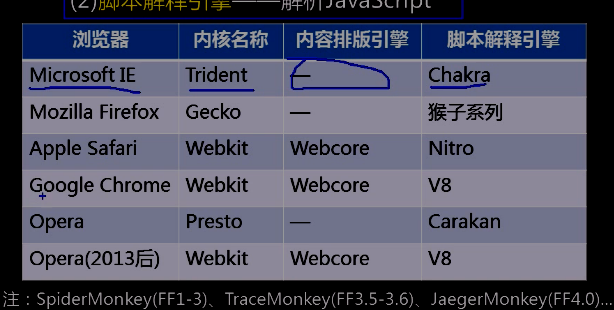 (2)脚本解释引擎——解析JavaScript
浏览器 内核名称 内容排版引擎 脚本解释引擎
Microsoft IE Trident — Chakra
Mozilla Firefox Gecko — 猴子系列
Apple Safari Webkit Webcore Nitro
Google Chrome Webkit Webcore V8
Opera Presto — Carakan
Opera(2013后) Webkit Webcore V8
注：SpiderMonkey(FF1-3)、TraceMonkey(FF3.5-3.6)、JaegerMonkey(FF4.0)...